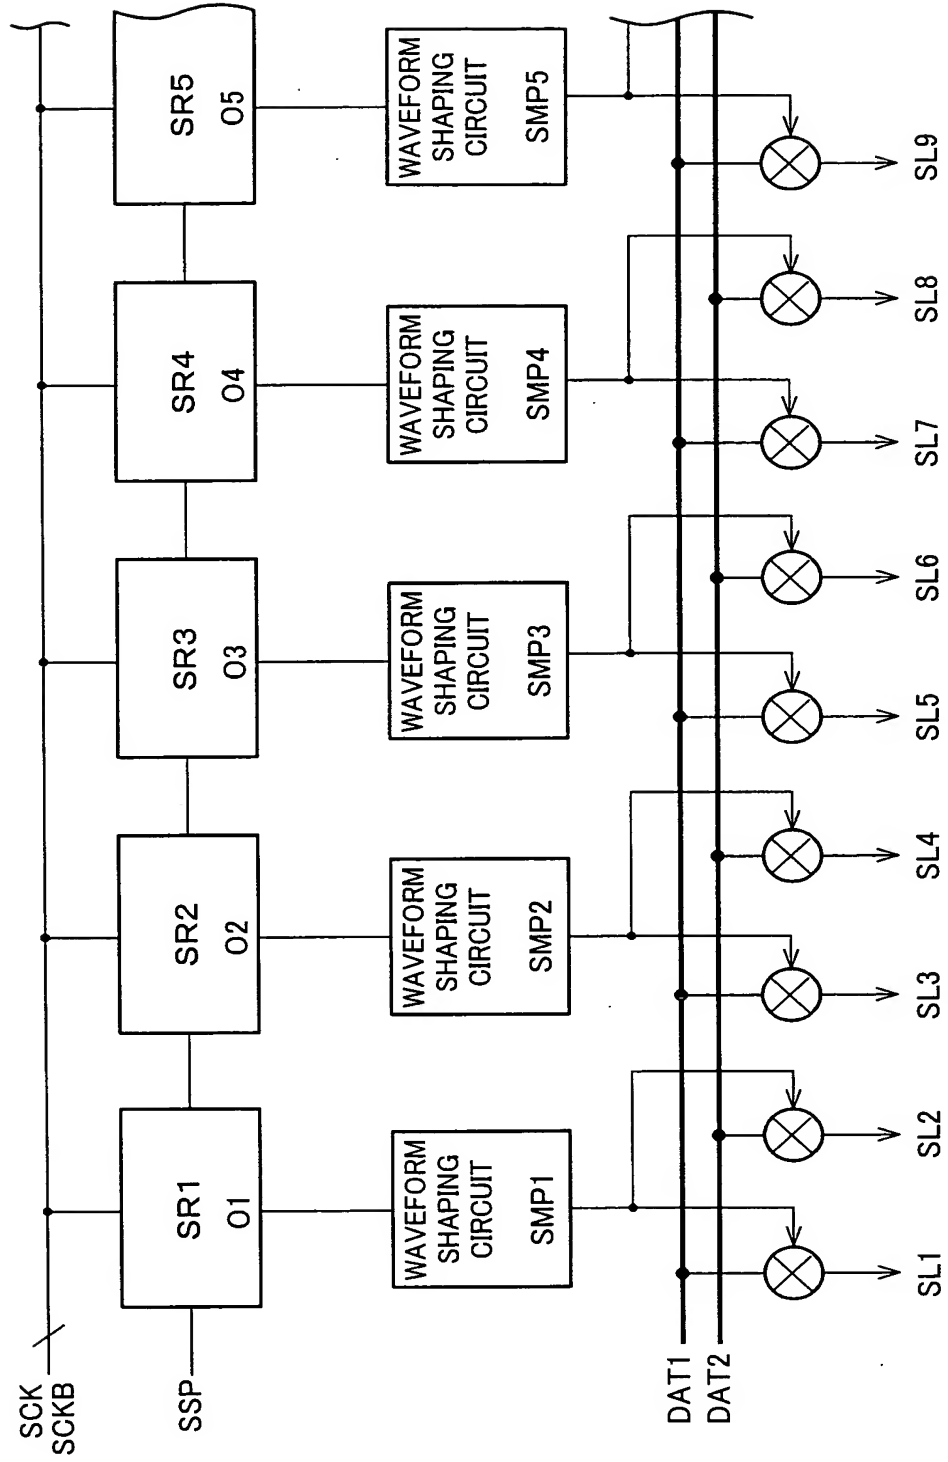 SCK
SCKB
SSP
SR1
O1
SR2
O2
SR3
O3
SR4
O4
SR5
O5
WAVEFORM
SHAPING
CIRCUIT
SMP1
WAVEFORM
SHAPING
CIRCUIT
SMP2
WAVEFORM
SHAPING
CIRCUIT
SMP3
WAVEFORM
SHAPING
CIRCUIT
SMP4
WAVEFORM
SHAPING
CIRCUIT
SMP5
DAT1
DAT2
SL1
SL2
SL3
SL4
SL5
SL6
SL7
SL8
SL9